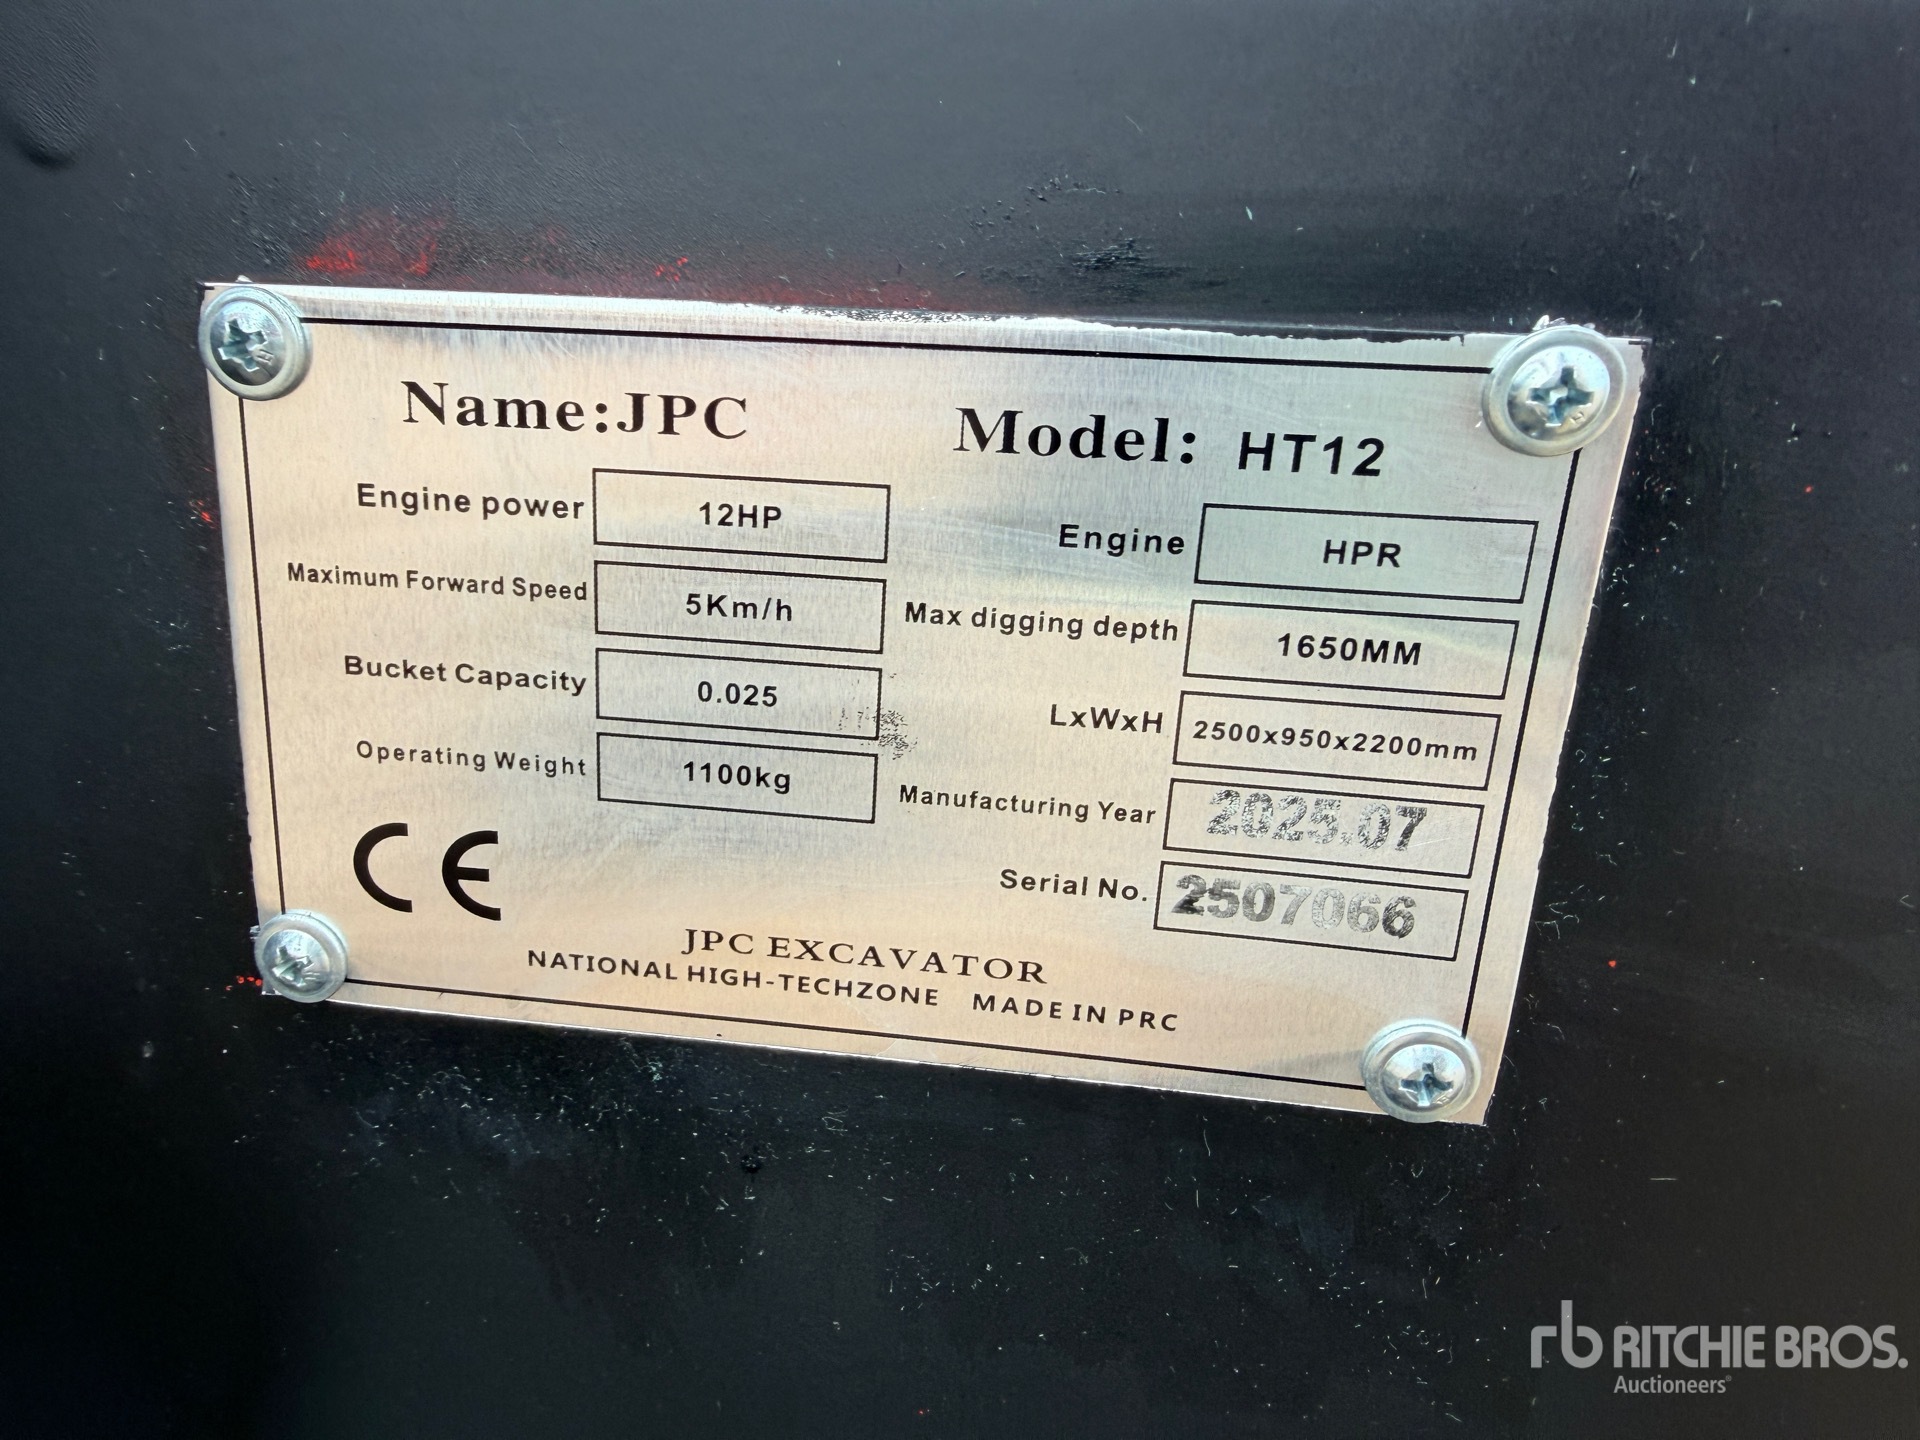 Name:JPC Model: HT12
Engine power 12HP Engine HPR
Maximum Forward Speed 5Km/h Max digging depth 1650MM
Bucket Capacity 0.025 LxWxH 2500x950x2200mm
Operating Weight 1100kg Manufacturing Year 2025.07
Serial No. 2507066
CE
JPC EXCAVATOR
NATIONAL HIGH-TECHZONE MADE IN PRC
rb RITCHIE BROS.
Auctioneers®